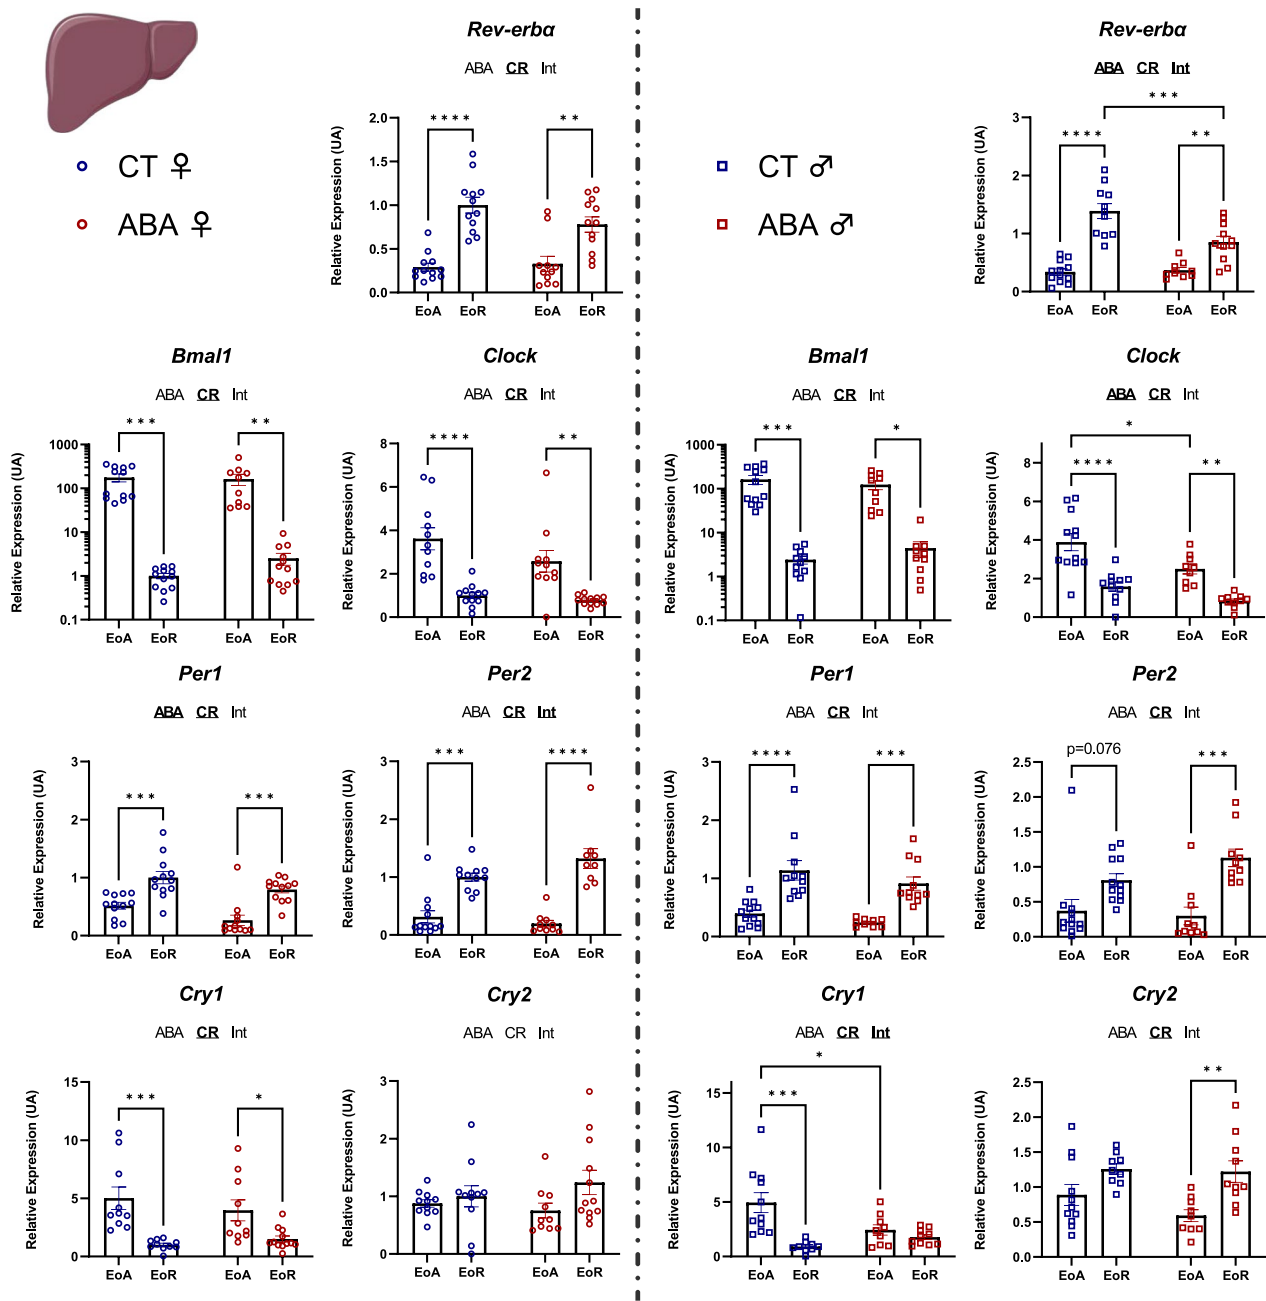 Rev-erbα
ABA CR Int
CT ♀
ABA ♀
Relative Expression (UA)
2.0
1.5
1.0
0.5
0.0
****
**
EoA EoR EoA EoR
Rev-erbα
ABA CR Int
CT ♂
ABA ♂
Relative Expression (UA)
3
2
1
0
***
****
**
EoA EoR EoA EoR
Bmal1
ABA CR Int
Relative Expression (UA)
1000
100
10
1
0.1
***
**
EoA EoR EoA EoR
Clock
ABA CR Int
Relative Expression (UA)
8
6
4
2
0
****
**
EoA EoR EoA EoR
Bmal1
ABA CR Int
Relative Expression (UA)
1000
100
10
1
0.1
***
*
EoA EoR EoA EoR
Clock
ABA CR Int
Relative Expression (UA)
8
6
4
2
0
*
****
**
EoA EoR EoA EoR
Per1
ABA CR Int
Relative Expression (UA)
3
2
1
0
***
***
EoA EoR EoA EoR
Per2
ABA CR Int
Relative Expression (UA)
3
2
1
0
***
****
EoA EoR EoA EoR
Per1
ABA CR Int
Relative Expression (UA)
3
2
1
0
****
***
EoA EoR EoA EoR
Per2
ABA CR Int
Relative Expression (UA)
2.5
2.0
1.5
1.0
0.5
0.0
p=0.076
***
EoA EoR EoA EoR
Cry1
ABA CR Int
Relative Expression (UA)
15
10
5
0
***
*
EoA EoR EoA EoR
Cry2
ABA CR Int
Relative Expression (UA)
3
2
1
0
EoA EoR EoA EoR
Cry1
ABA CR Int
Relative Expression (UA)
15
10
5
0
*
***
EoA EoR EoA EoR
Cry2
ABA CR Int
Relative Expression (UA)
2.5
2.0
1.5
1.0
0.5
0.0
**
EoA EoR EoA EoR